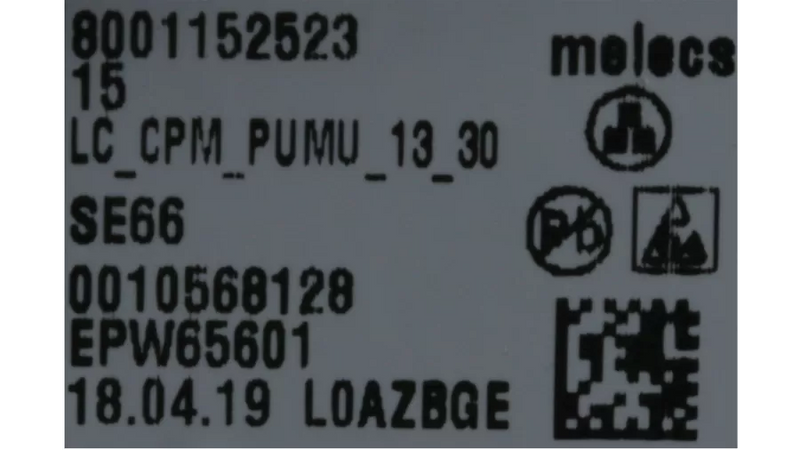 8001152523
melecs
15
LC_CPM_PUMU_13_30
SE66
Pb
0010568128
EPW65601
18.04.19 L0AZBGE